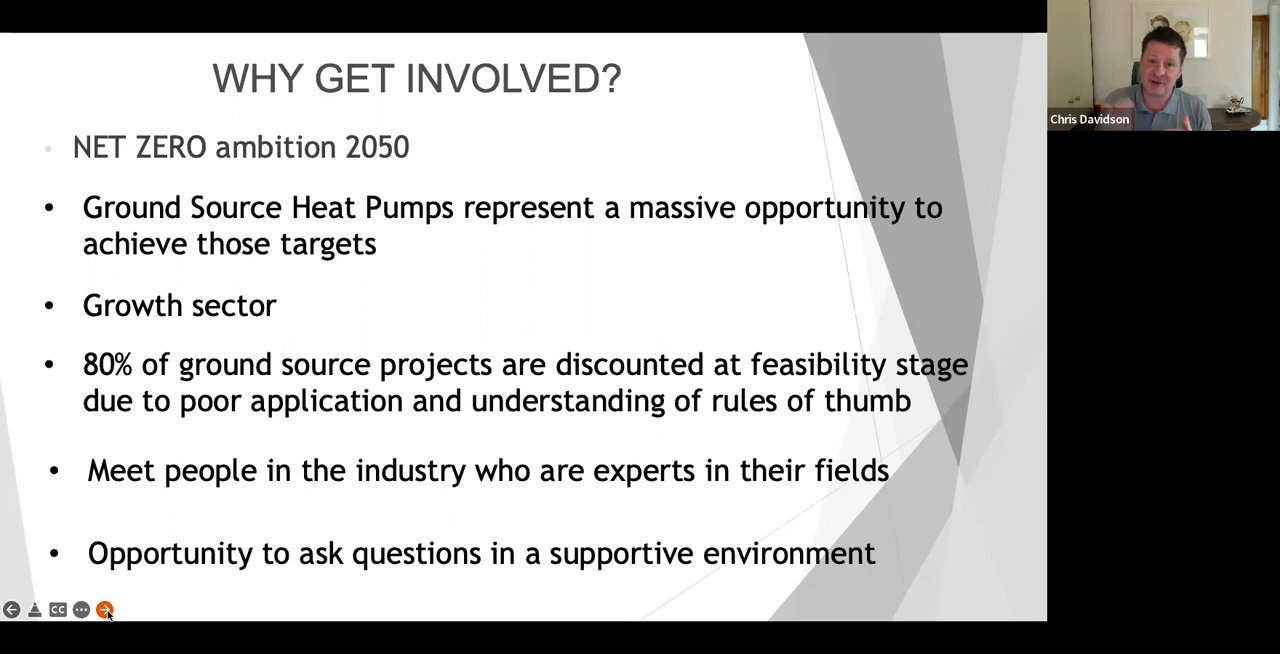 WHY GET INVOLVED?
• NET ZERO ambition 2050
• Ground Source Heat Pumps represent a massive opportunity to
achieve those targets
• Growth sector
• 80% of ground source projects are discounted at feasibility stage
due to poor application and understanding of rules of thumb
• Meet people in the industry who are experts in their fields
• Opportunity to ask questions in a supportive environment
CC
Chris Davidson